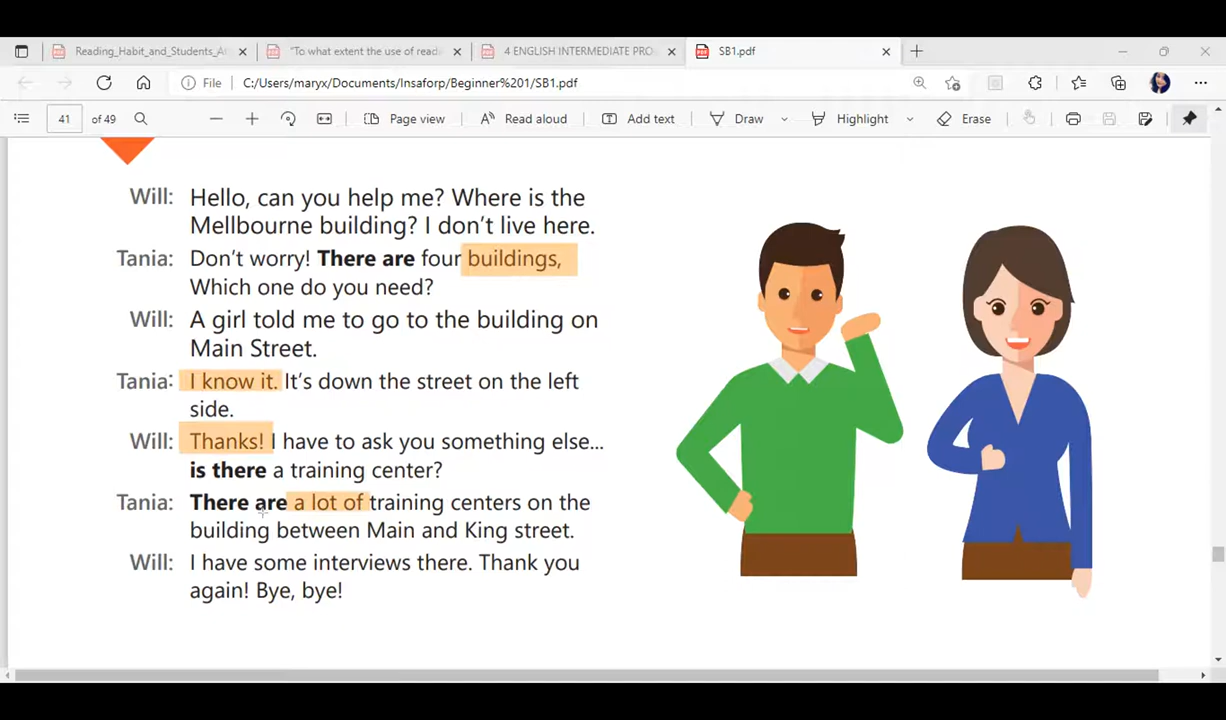 Reading_Habit_and_Students_At
"To what extent the use of read
4 ENGLISH INTERMEDIATE PRO
SB1.pdf
File C:/Users/maryx/Documents/Insaforp/Beginner%201/SB1.pdf
41 of 49 Page view Read aloud Add text Draw Highlight Erase
Will: Hello, can you help me? Where is the
Mellbourne building? I don't live here.
Tania: Don't worry! There are four buildings,
Which one do you need?
Will: A girl told me to go to the building on
Main Street.
Tania: I know it. It's down the street on the left
side.
Will: Thanks! I have to ask you something else...
is there a training center?
Tania: There are a lot of training centers on the
building between Main and King street.
Will: I have some interviews there. Thank you
again! Bye, bye!